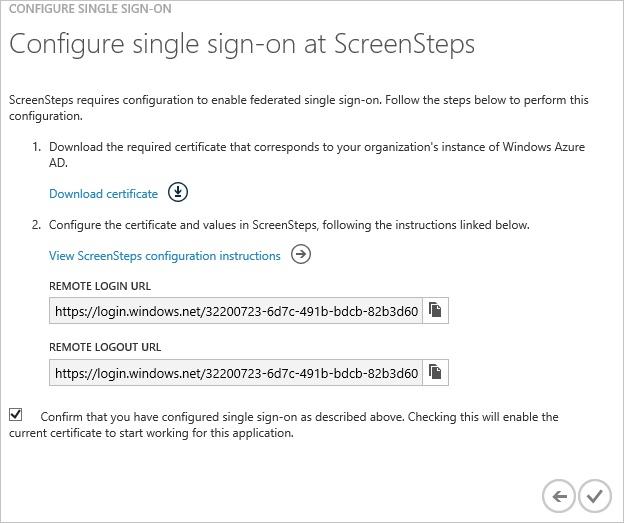 CONFIGURE SINGLE SIGN-ON
Configure single sign-on at ScreenSteps
ScreenSteps requires configuration to enable federated single sign-on. Follow the steps below to perform this
configuration.
1. Download the required certificate that corresponds to your organization's instance of Windows Azure
AD.
Download certificate
2. Configure the certificate and values in ScreenSteps, following the instructions linked below.
View ScreenSteps configuration instructions
REMOTE LOGIN URL
https://login.windows.net/32200723-6d7c-491b-bdcb-82b3d60
REMOTE LOGOUT URL
https://login.windows.net/32200723-6d7c-491b-bdcb-82b3d60
Confirm that you have configured single sign-on as described above. Checking this will enable the
current certificate to start working for this application.